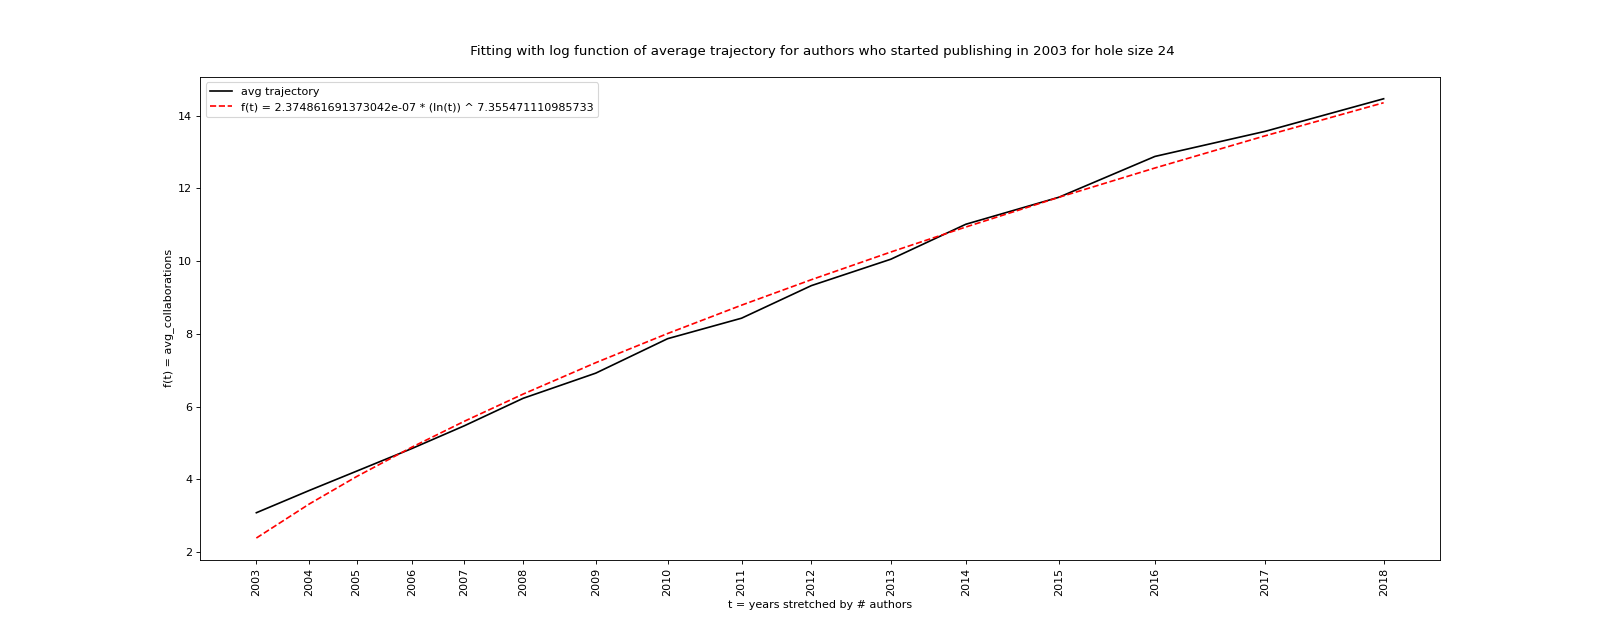 Fitting with log function of average trajectory for authors who started publishing in 2003 for hole size 24
avg trajectory
f(t) = 2.374861691373042e-07 * (ln(t)) ^ 7.355471110985733
f(t) = avg_collaborations
14
12
10
8
6
4
2
2003 2004 2005 2006 2007 2008 2009 2010 2011 2012 2013 2014 2015 2016 2017 2018
t = years stretched by # authors